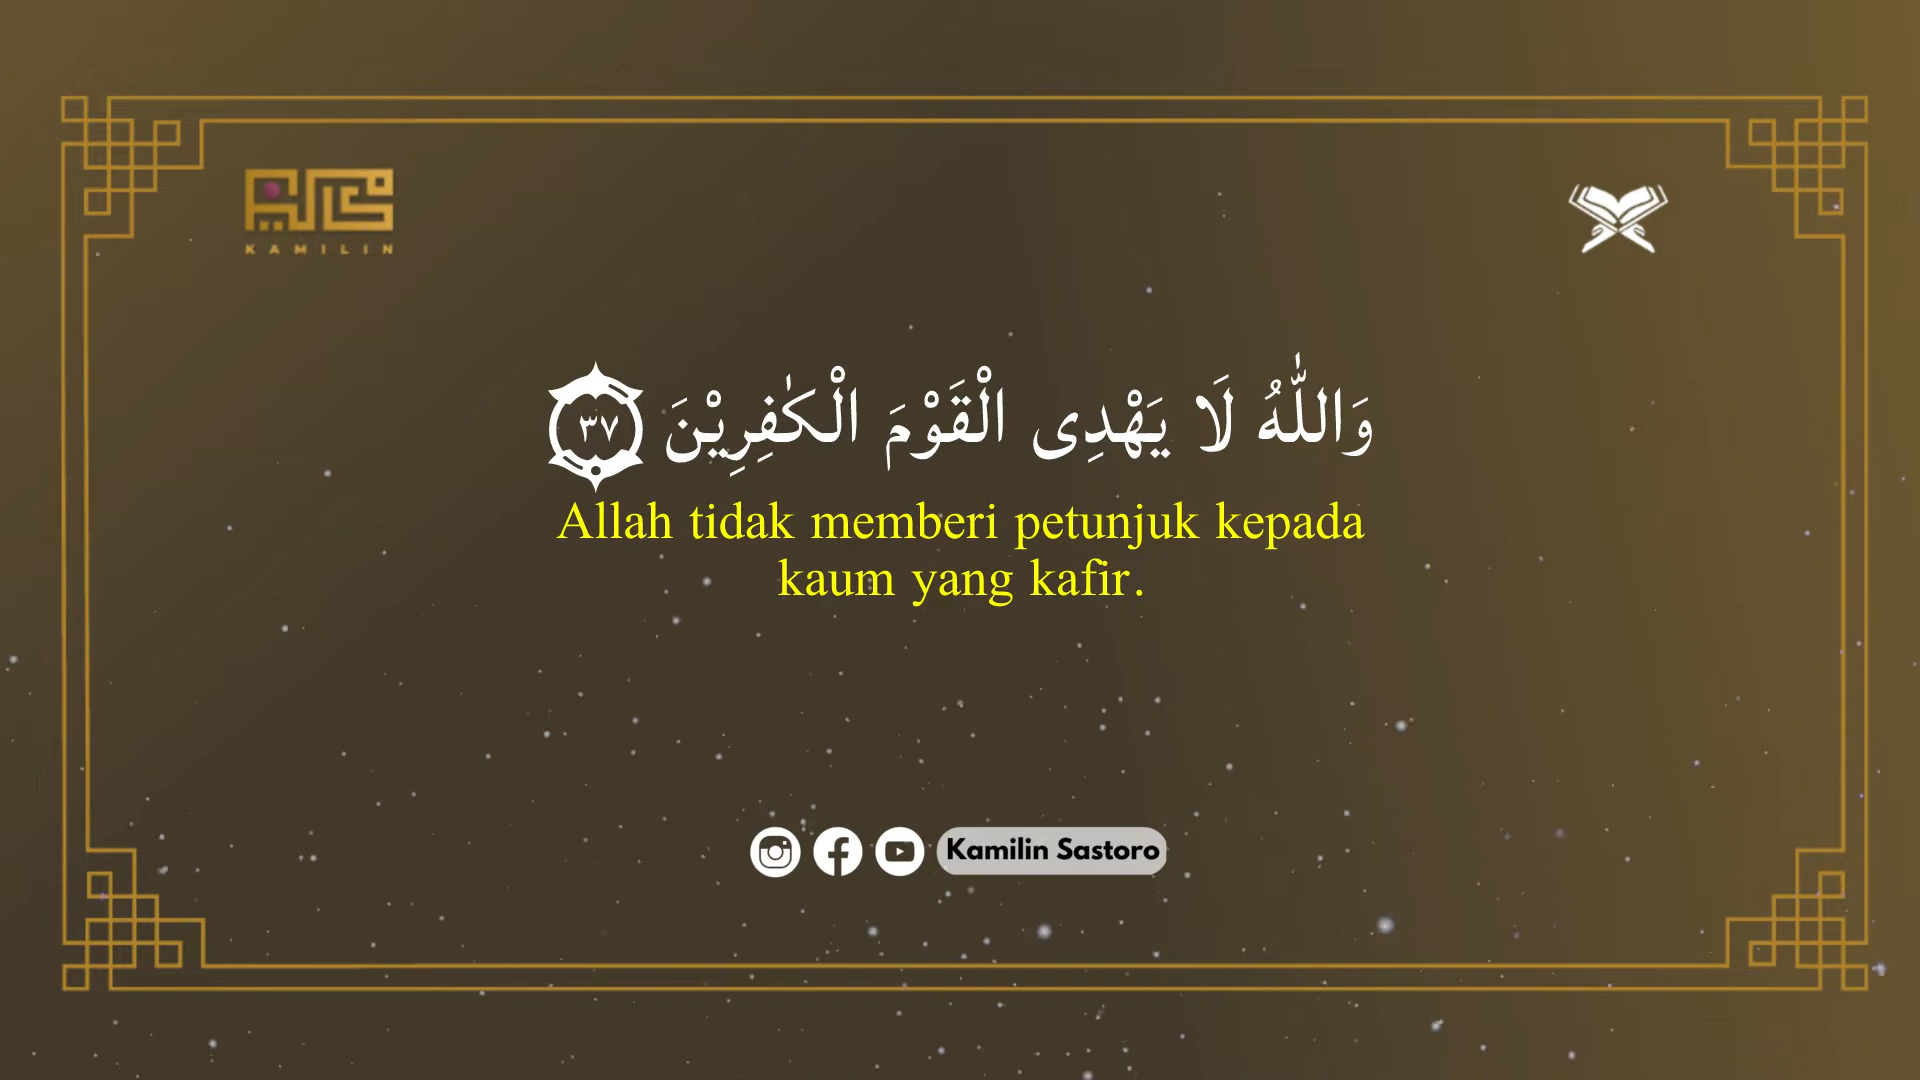 KAMILIN
وَاللّٰهُ لَا يَهْدِى الْقَوْمَ الْكٰفِرِيْنَ ۝٣٧
Allah tidak memberi petunjuk kepada
kaum yang kafir.
Kamilin Sastoro